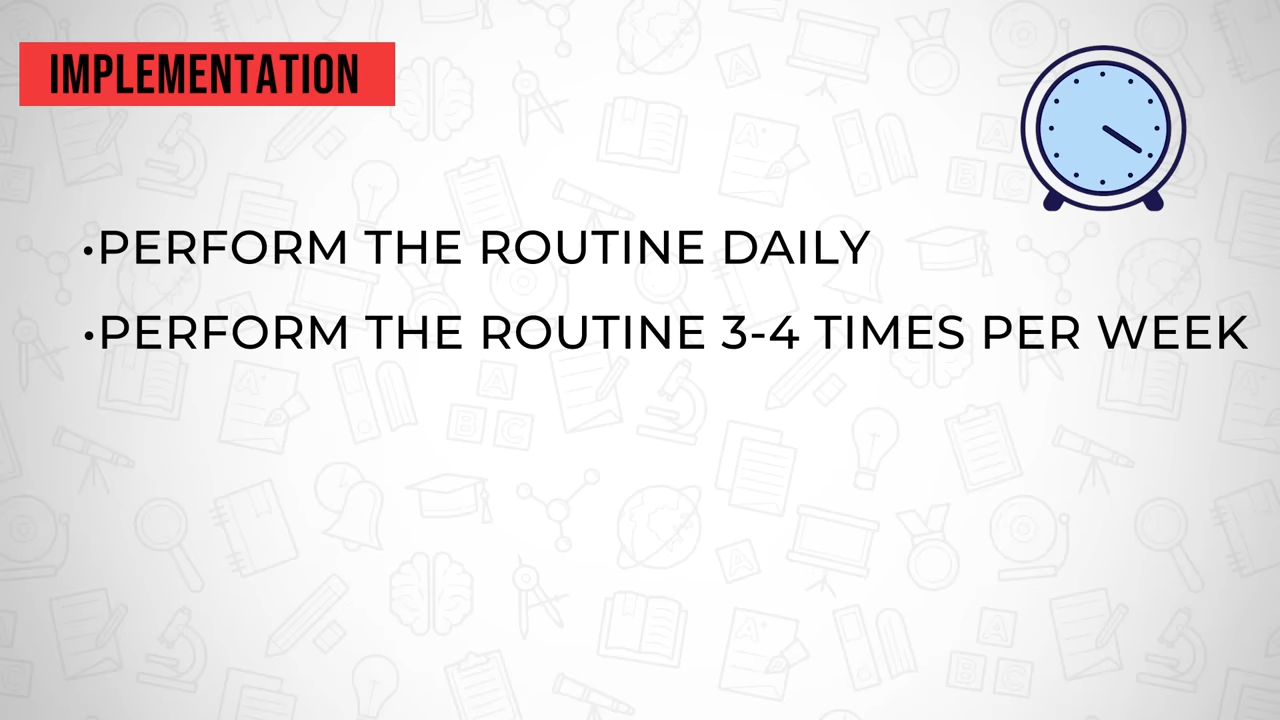 IMPLEMENTATION
•PERFORM THE ROUTINE DAILY
•PERFORM THE ROUTINE 3-4 TIMES PER WEEK